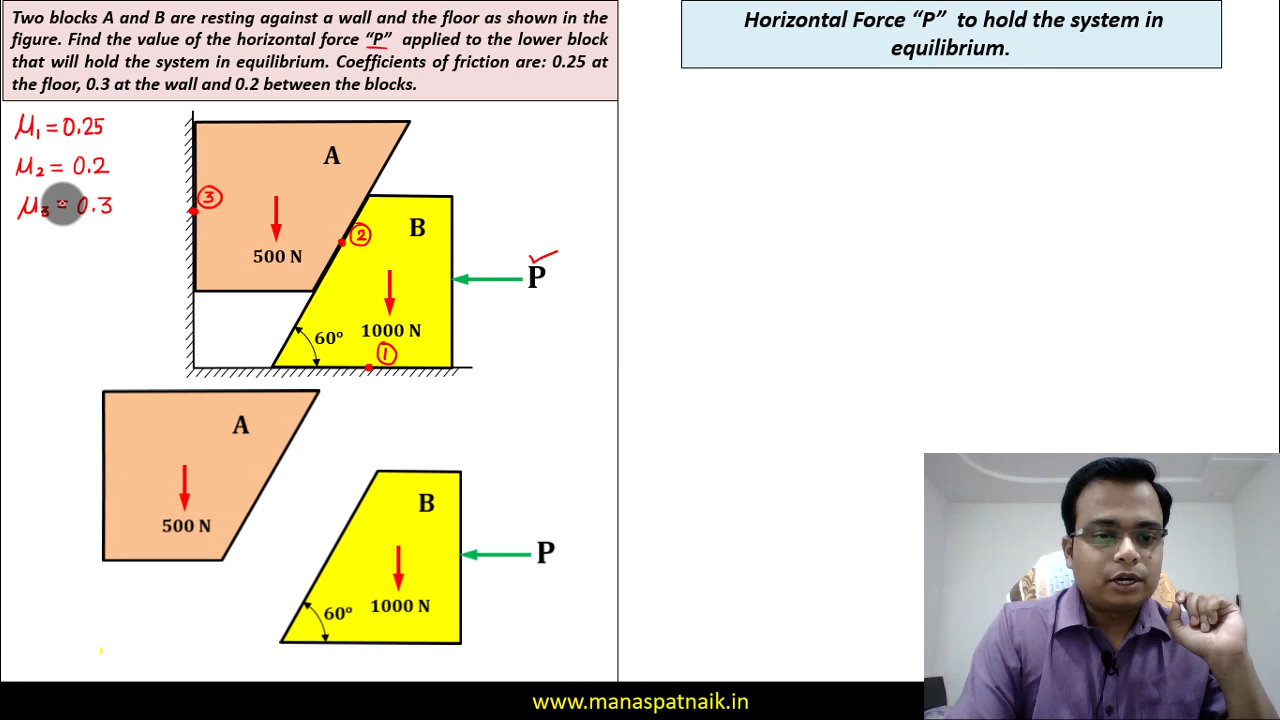 Two blocks A and B are resting against a wall and the floor as shown in the
figure. Find the value of the horizontal force “P” applied to the lower block
that will hold the system in equilibrium. Coefficients of friction are: 0.25 at
the floor, 0.3 at the wall and 0.2 between the blocks.
Horizontal Force “P” to hold the system in
equilibrium.
μ1 = 0.25
μ2 = 0.2
μ3 = 0.3
A
3
2
B
500 N
P
60º
1000 N
1
A
500 N
B
P
60º
1000 N
www.manaspatnaik.in